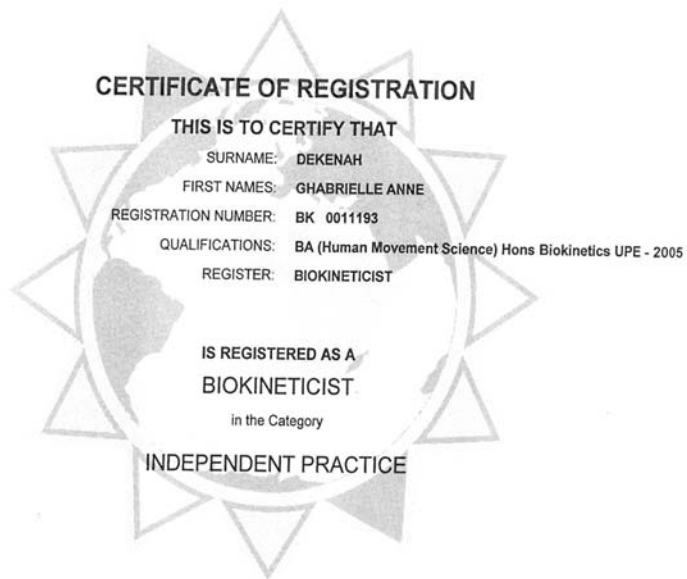 CERTIFICATE OF REGISTRATION
THIS IS TO CERTIFY THAT
SURNAME: DEKENAH
FIRST NAMES: GHABRIELLE ANNE
REGISTRATION NUMBER: BK 0011193
QUALIFICATIONS: BA (Human Movement Science) Hons Biokinetics UPE - 2005
REGISTER: BIOKINETICIST
IS REGISTERED AS A
BIOKINETICIST
in the Category
INDEPENDENT PRACTICE